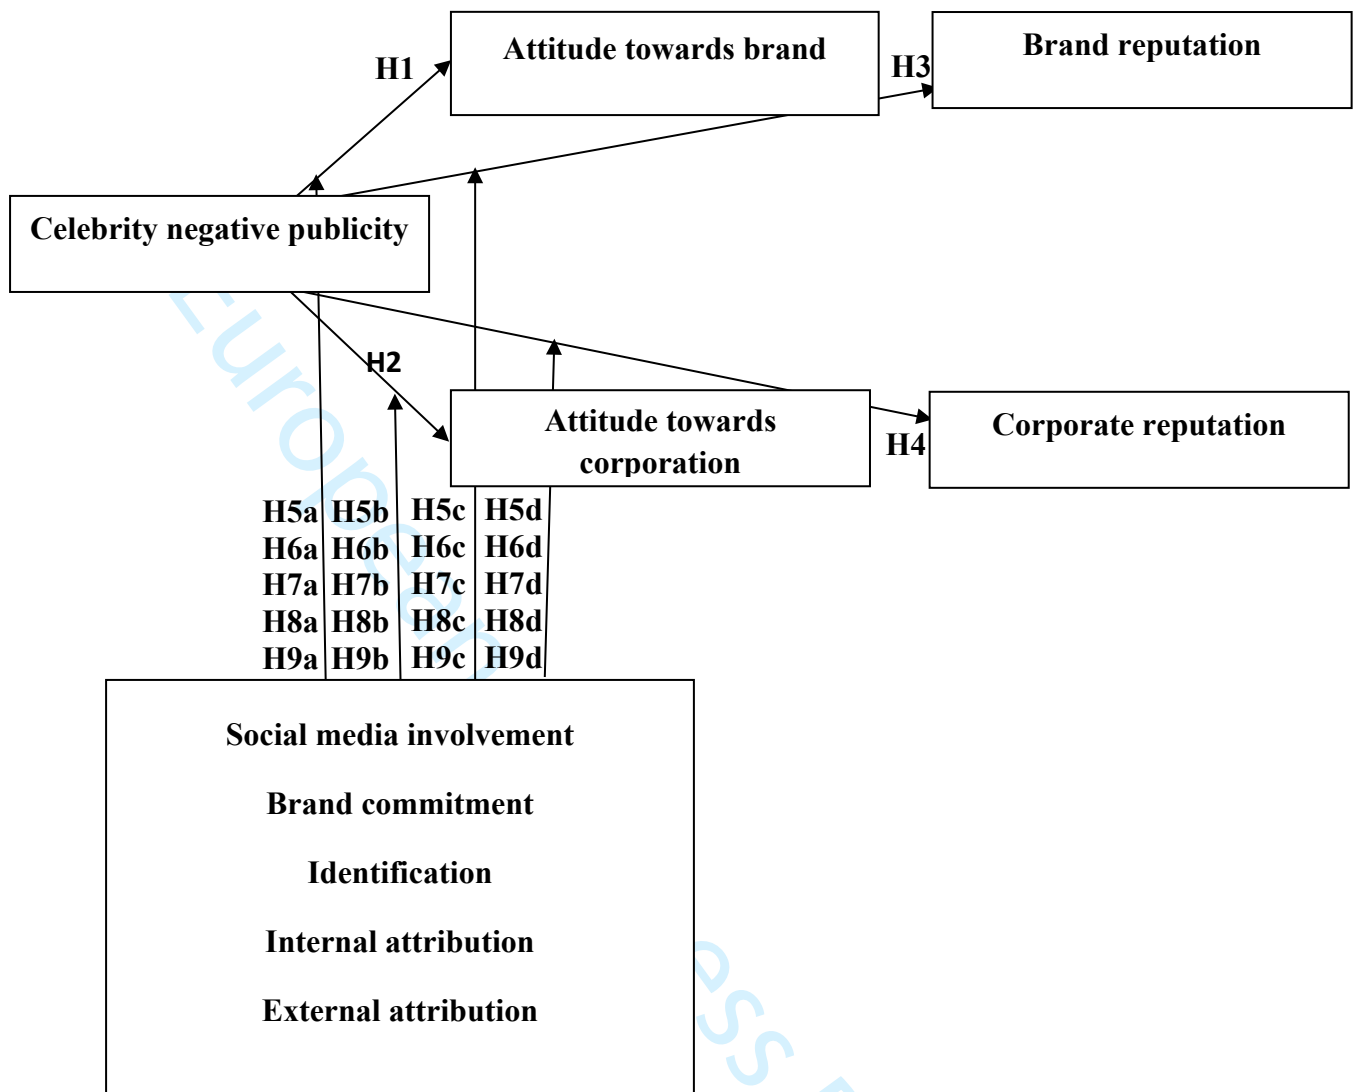 Attitude towards brand
Brand reputation
H1
H3
Celebrity negative publicity
H2
Attitude towards
corporation
Corporate reputation
H4
H5a H5b H5c H5d
H6a H6b H6c H6d
H7a H7b H7c H7d
H8a H8b H8c H8d
H9a H9b H9c H9d
Social media involvement
Brand commitment
Identification
Internal attribution
External attribution
European
ess